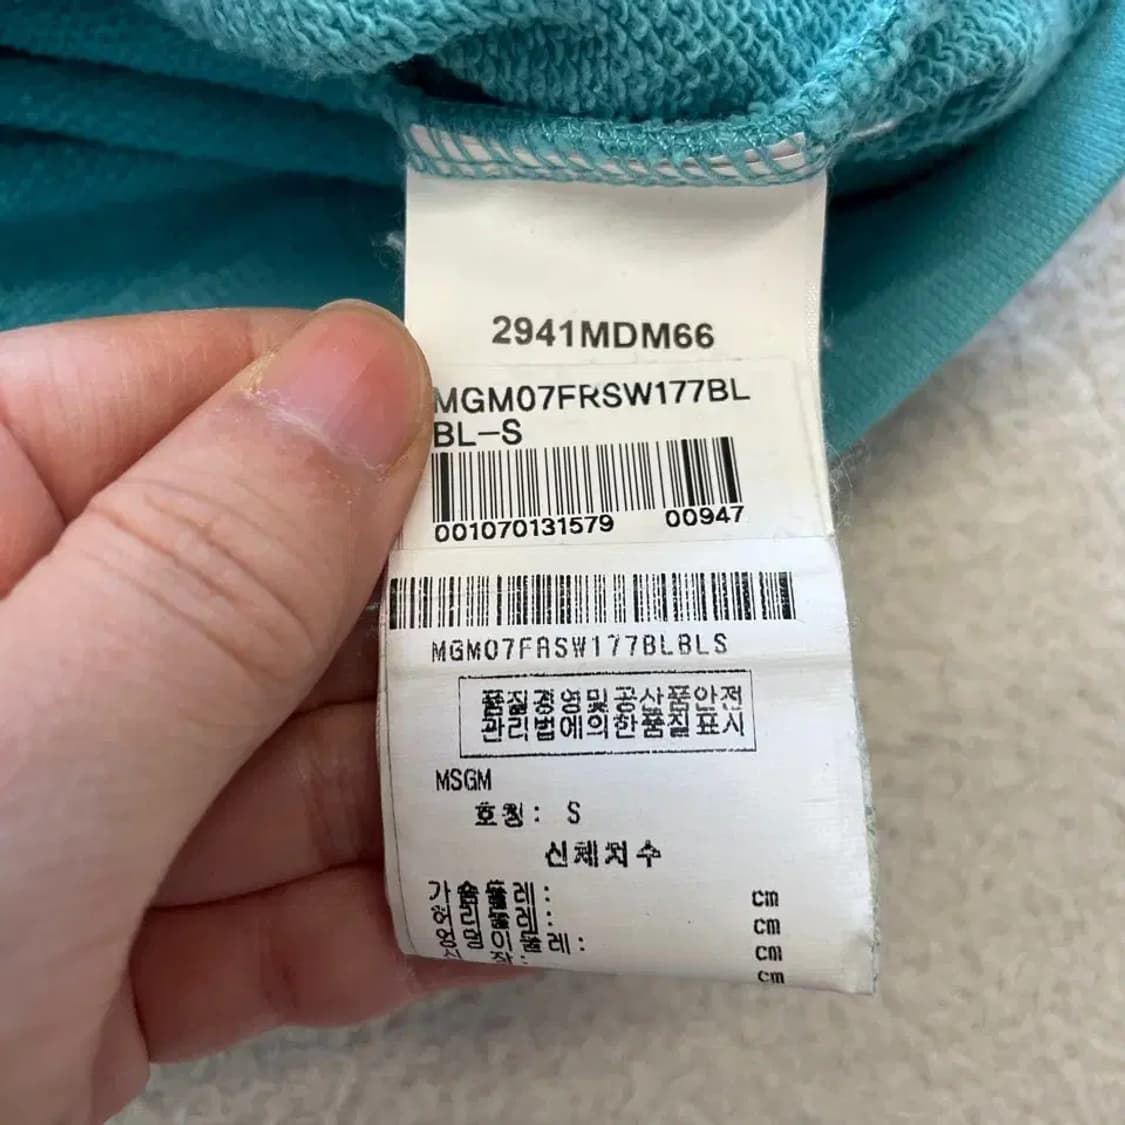 2941MDM66
MGM07FRSW177BL
BL-S
001070131579 00947
MGM07FRSW177BLBLS
품질경영및공산품안전
관리법에의한품질표시
MSGM
호칭: S
신체치수
가슴둘레: cm
허리둘레: cm
엉덩이둘레: cm
cm